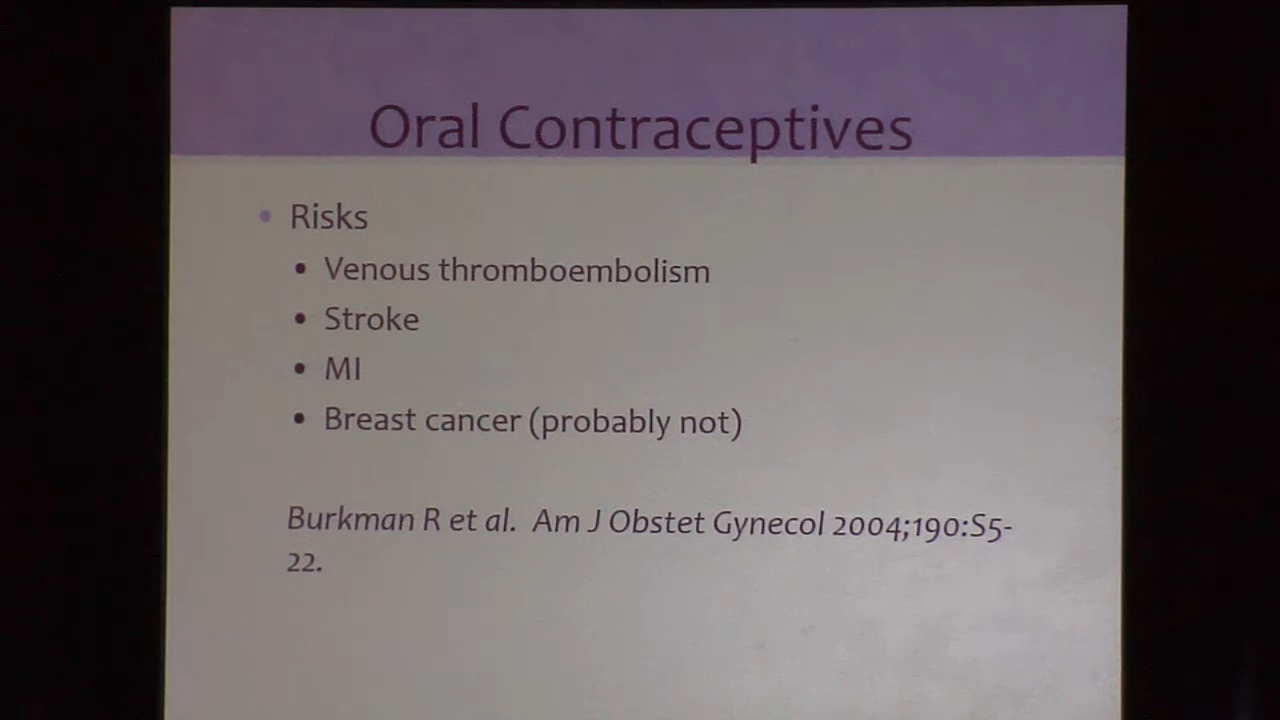 Oral Contraceptives
• Risks
• Venous thromboembolism
• Stroke
• MI
• Breast cancer (probably not)
Burkman R et al. Am J Obstet Gynecol 2004;190:S5-
22.